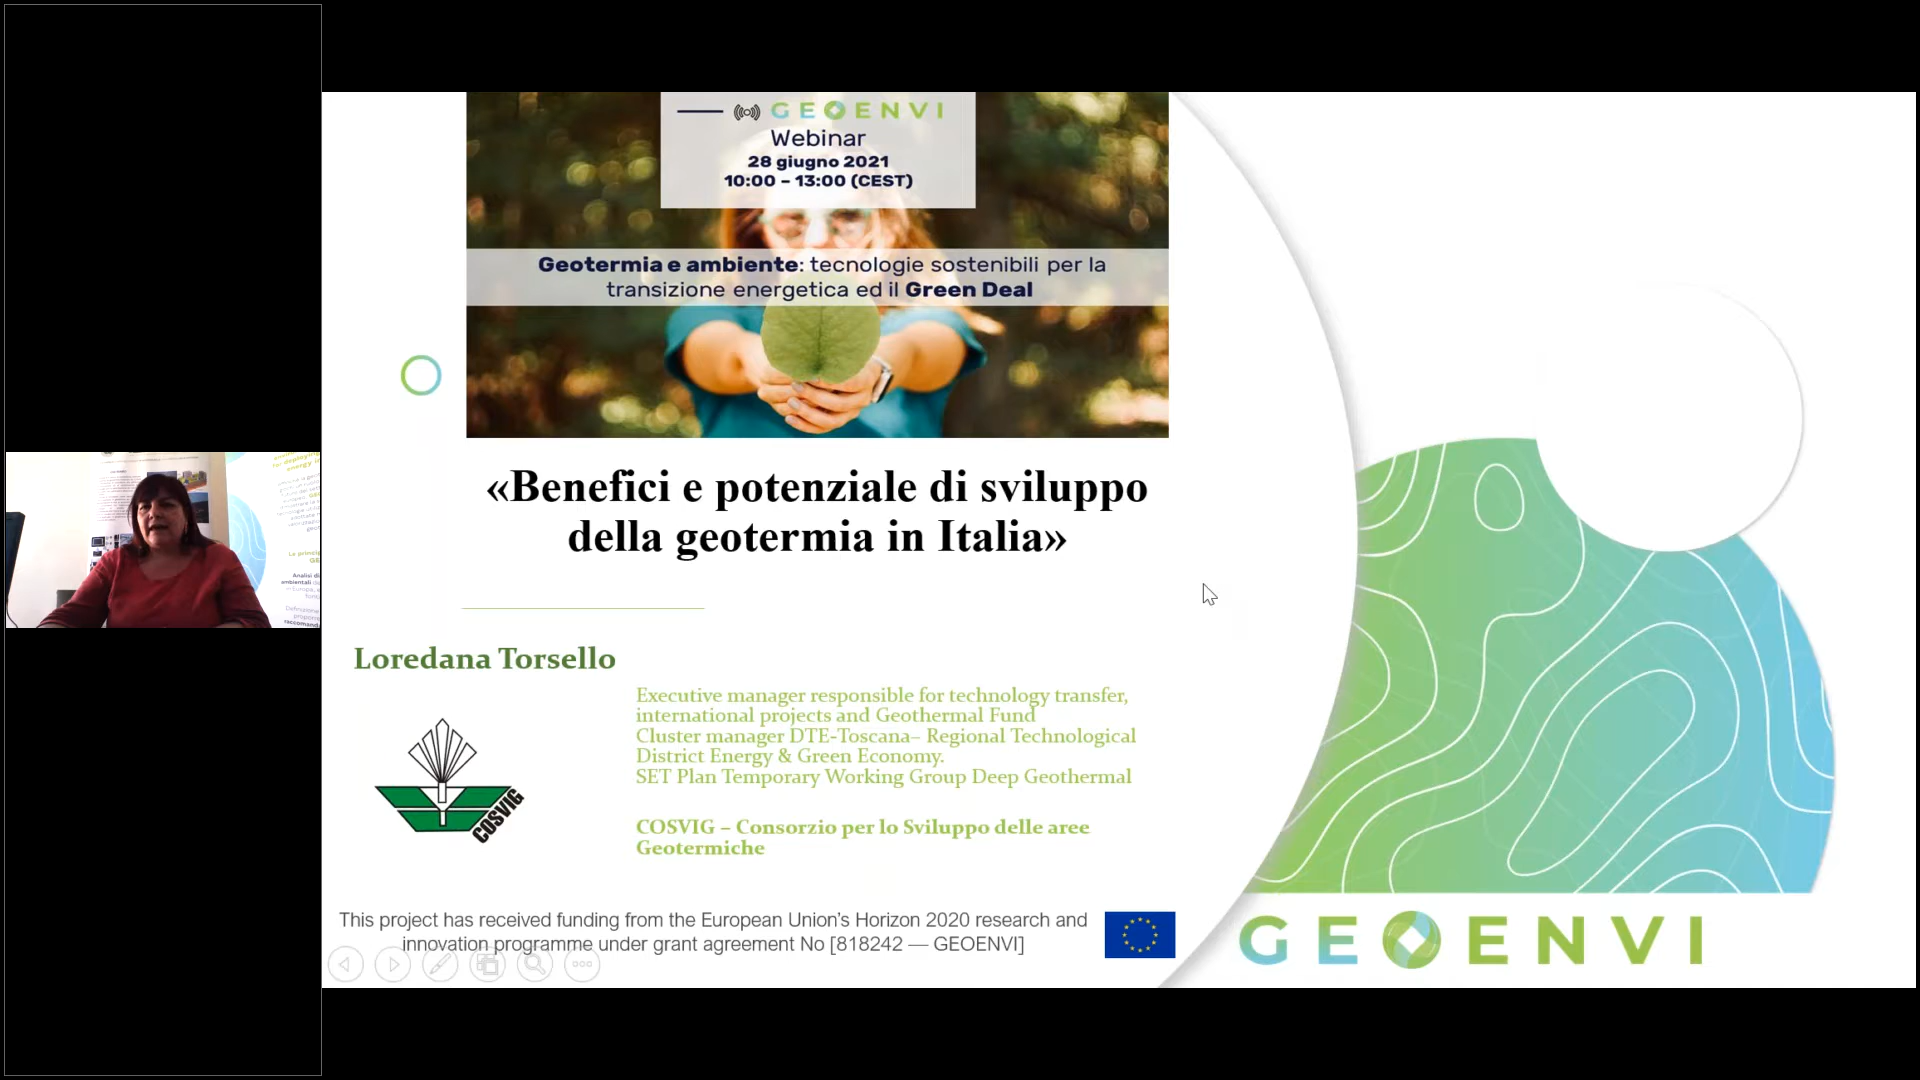 GEOENVI
Webinar
28 giugno 2021
10:00 – 13:00 (CEST)
Geotermia e ambiente: tecnologie sostenibili per la
transizione energetica ed il Green Deal
«Benefici e potenziale di sviluppo
della geotermia in Italia»
Loredana Torsello
Executive manager responsible for technology transfer,
international projects and Geothermal Fund
Cluster manager DTE-Toscana– Regional Technological
District Energy & Green Economy.
SET Plan Temporary Working Group Deep Geothermal
COSVIG
COSVIG – Consorzio per lo Sviluppo delle aree
Geotermiche
This project has received funding from the European Union’s Horizon 2020 research and
innovation programme under grant agreement No [818242 — GEOENVI]
GEOENVI